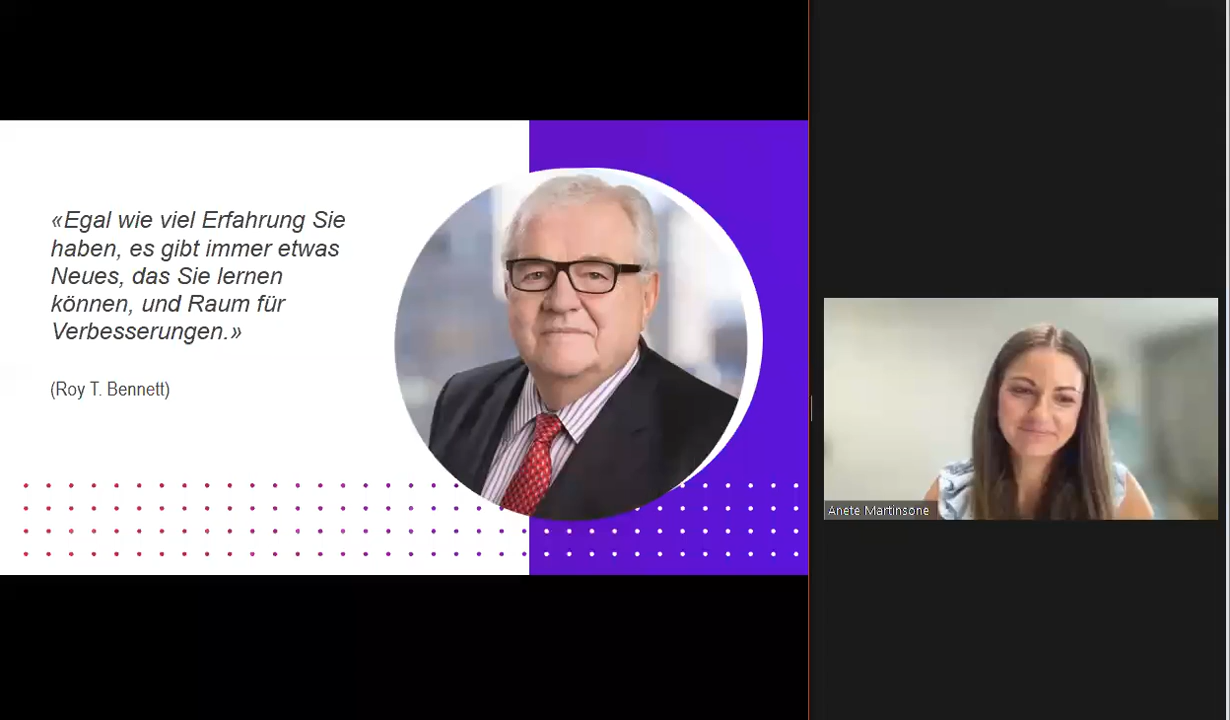 «Egal wie viel Erfahrung Sie
haben, es gibt immer etwas
Neues, das Sie lernen
können, und Raum für
Verbesserungen.»
(Roy T. Bennett)
Anete Martinsone